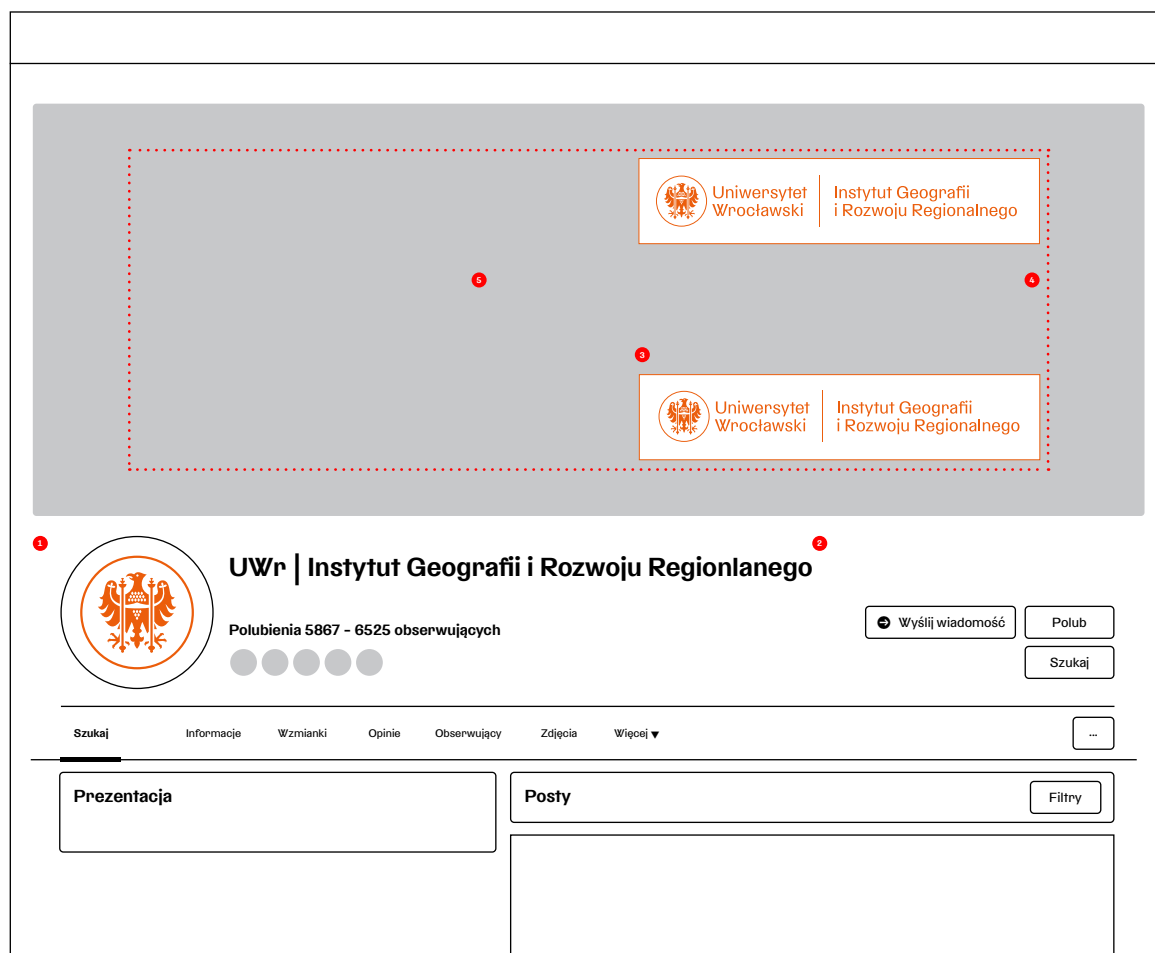 Uniwersytet
Wrocławski
Instytut Geografii
i Rozwoju Regionalnego
5
4
3
Uniwersytet
Wrocławski
Instytut Geografii
i Rozwoju Regionalnego
1
2
UWr | Instytut Geografii i Rozwoju Regionlanego
Polubienia 5867 – 6525 obserwujących
Wyślij wiadomość
Polub
Szukaj
Szukaj Informacje Wzmianki Opinie Obserwujący Zdjęcia Więcej ▼ ...
Prezentacja
Posty
Filtry